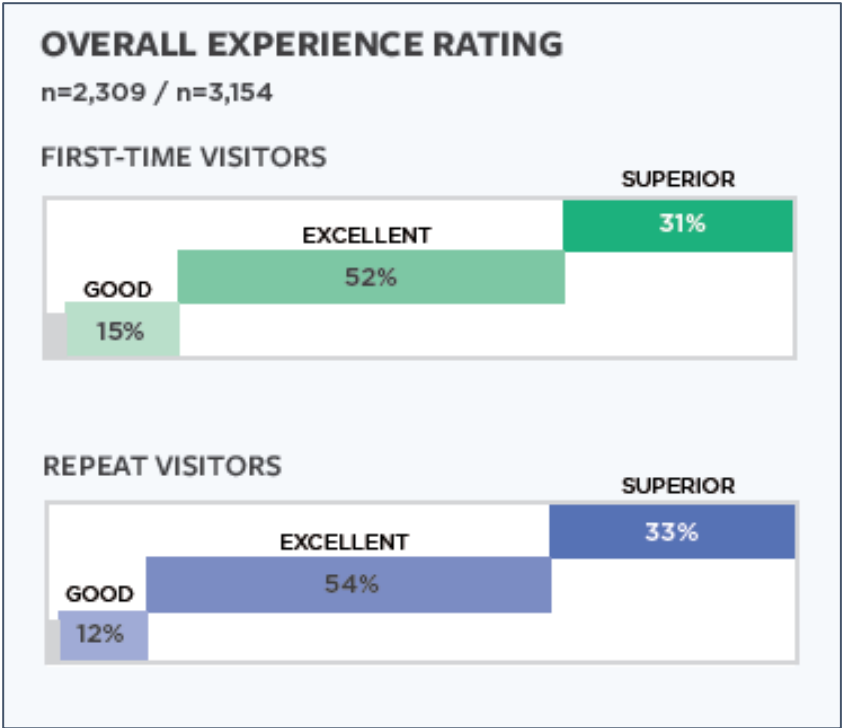 OVERALL EXPERIENCE RATING
n=2,309 / n=3,154
FIRST-TIME VISITORS
SUPERIOR
31%
EXCELLENT
52%
GOOD
15%
REPEAT VISITORS
SUPERIOR
33%
EXCELLENT
54%
GOOD
12%